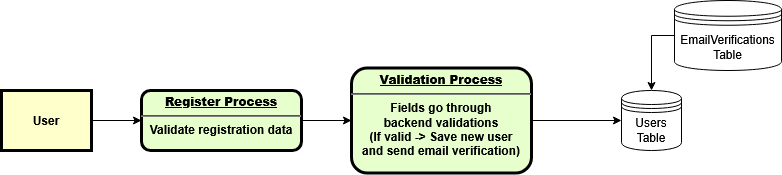 User
Register Process
Validate registration data
Validation Process
Fields go through
backend validations
(If valid -> Save new user
and send email verification)
EmailVerifications
Table
Users
Table